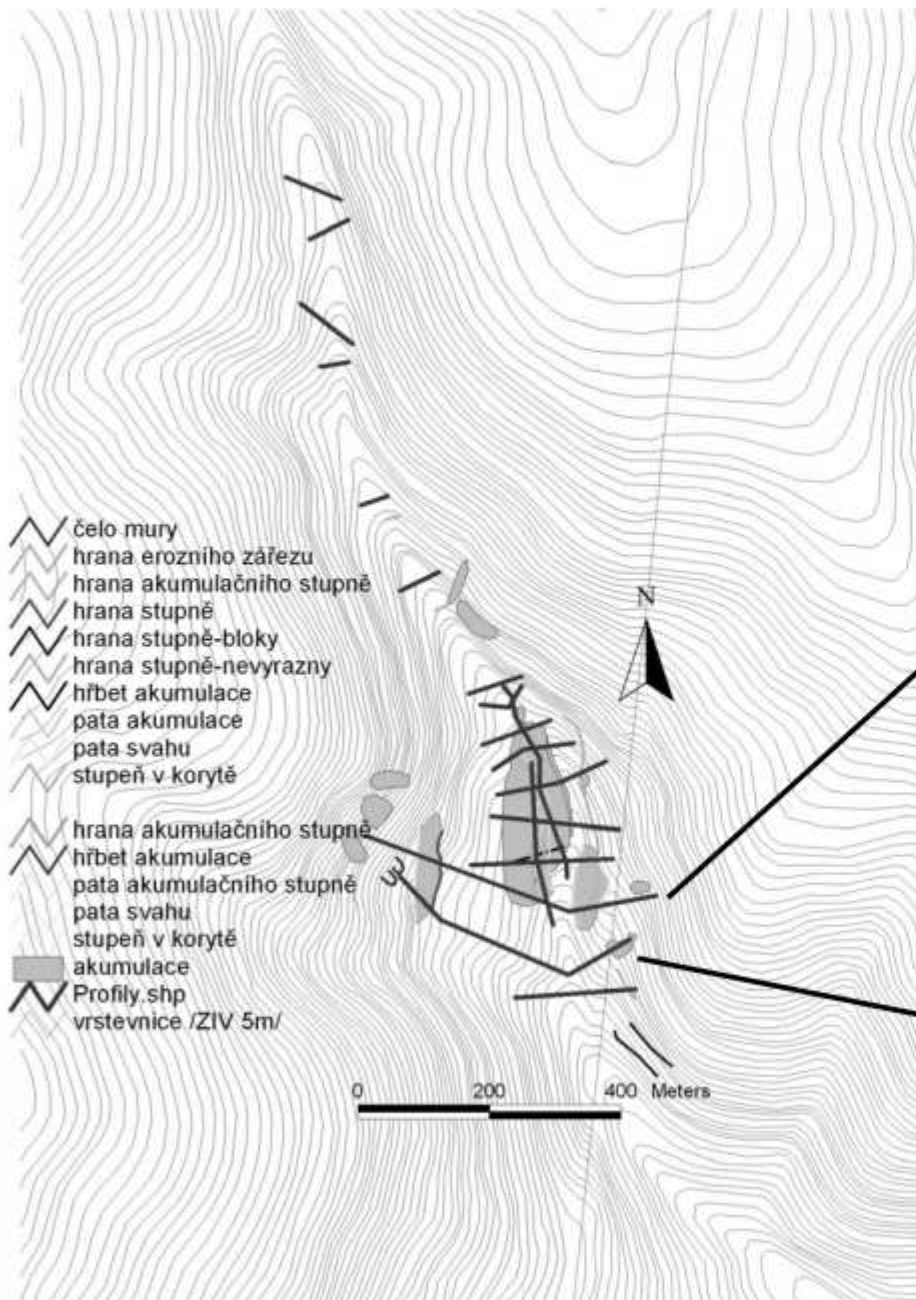 čelo mury
hrana erozního zářezu
hrana akumulačního stupně
hrana stupně
hrana stupně-bloky
hrana stupně-nevyrazny
hřbet akumulace
pata akumulace
pata svahu
stupeň v korytě
hrana akumulačního stupně
hřbet akumulace
pata akumulačního stupně
pata svahu
stupeň v korytě
akumulace
Profily.shp
vrstevnice /ZIV 5m/
N
0 200 400 Meters